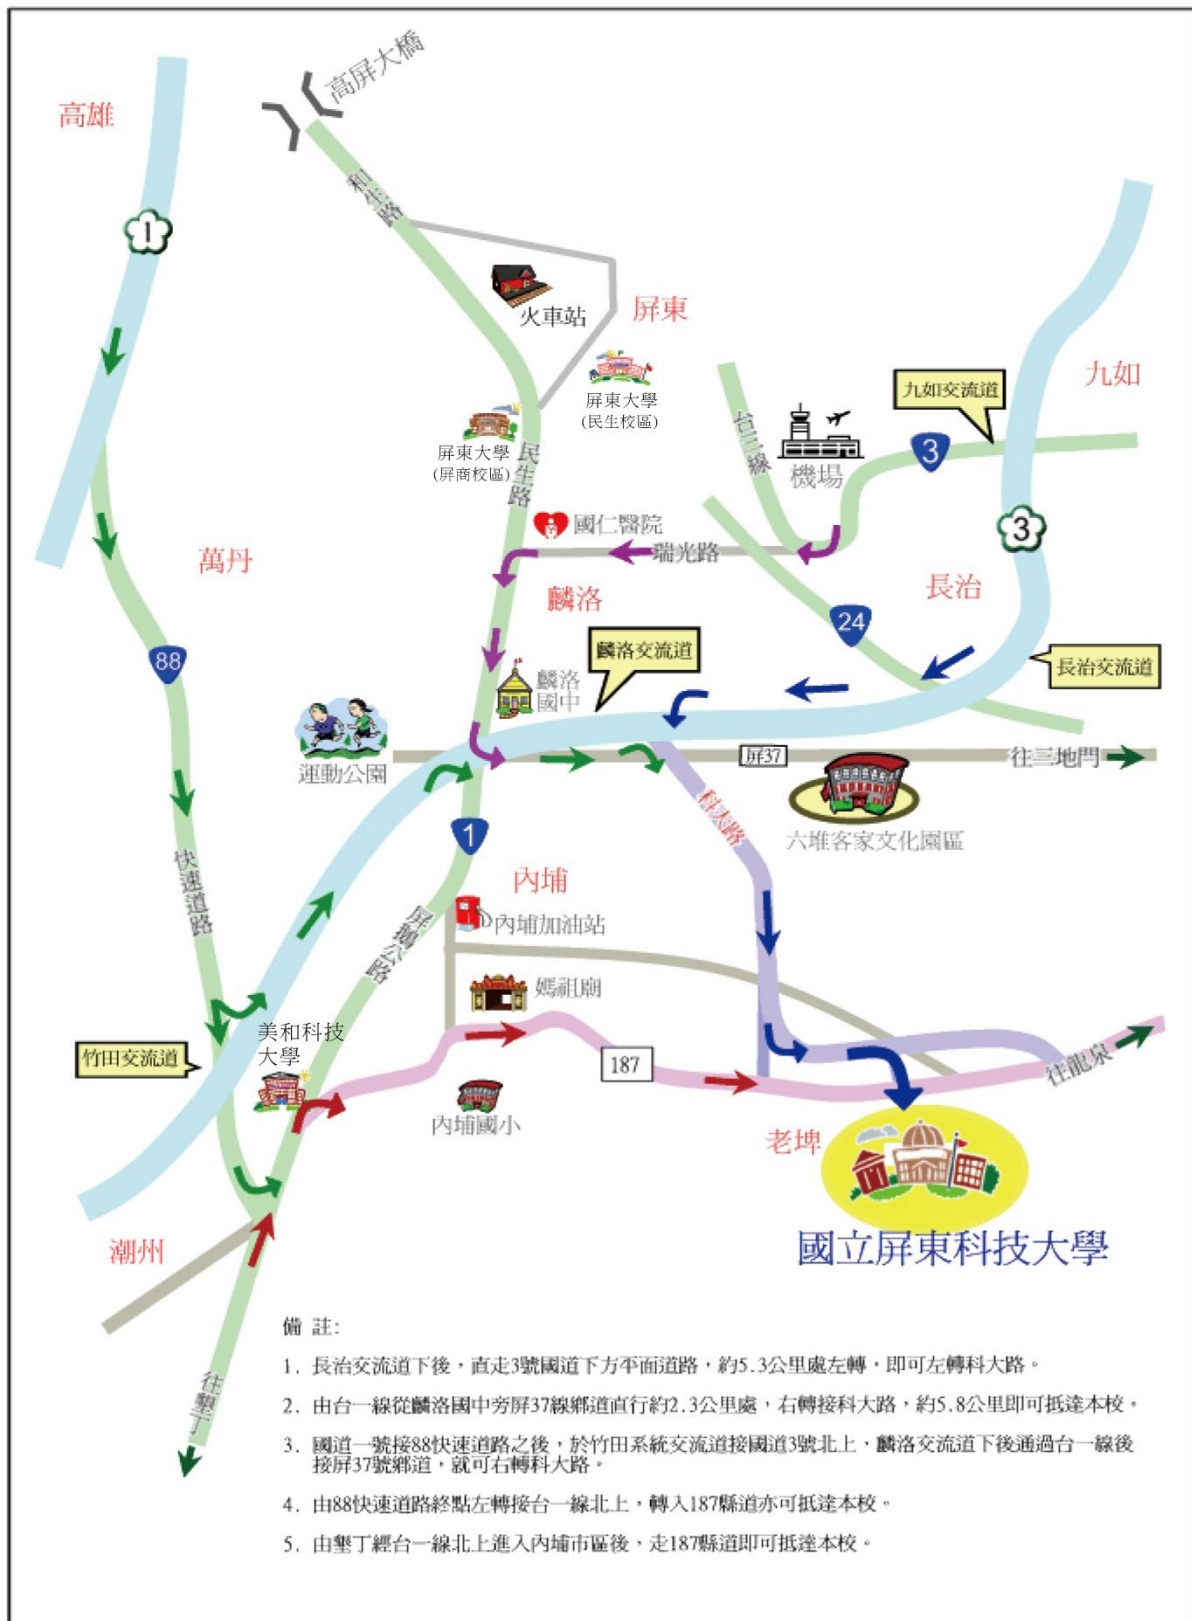 高屏大橋
高雄
1
和生路
火車站
屏東
九如
屏東大學
(民生校區)
九如交流道
台三線
3
機場
屏東大學
(屏商校區)
民生路
國仁醫院
瑞光路
3
萬丹
麟洛
長治
24
88
麟洛交流道
長治交流道
麟洛
國中
運動公園
屏37
往三地門
科大路
六堆客家文化園區
1
快速道路
內埔
內埔加油站
屏鵝公路
媽祖廟
美和科技
大學
竹田交流道
187
往龍泉
內埔國小
老埤
潮州
國立屏東科技大學
往墾丁
備 註:
1. 長治交流道下後，直走3號國道下方平面道路，約5.3公里處左轉，即可左轉科大路。
2. 由台一線從麟洛國中旁屏37線鄉道直行約2.3公里處，右轉接科大路，約5.8公里即可抵達本校。
3. 國道一號接88快速道路之後，於竹田系統交流道接國道3號北上，麟洛交流道下後通過台一線後
接屏37號鄉道，就可右轉科大路。
4. 由88快速道路終點左轉接台一線北上，轉入187縣道亦可抵達本校。
5. 由墾丁經台一線北上進入內埔市區後，走187縣道即可抵達本校。